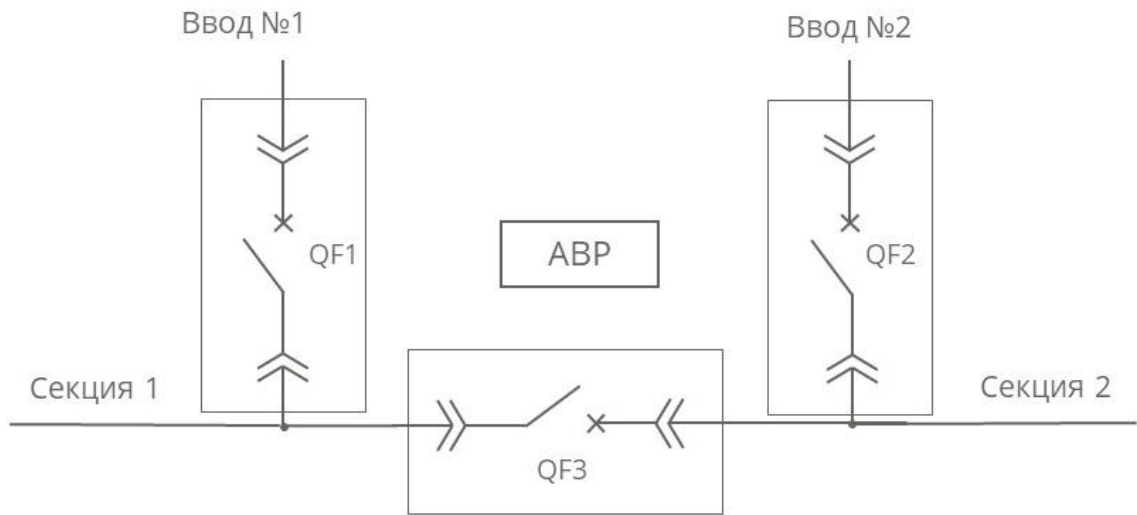 Ввод №1
Ввод №2
QF1
АВР
QF2
Секция 1
Секция 2
QF3